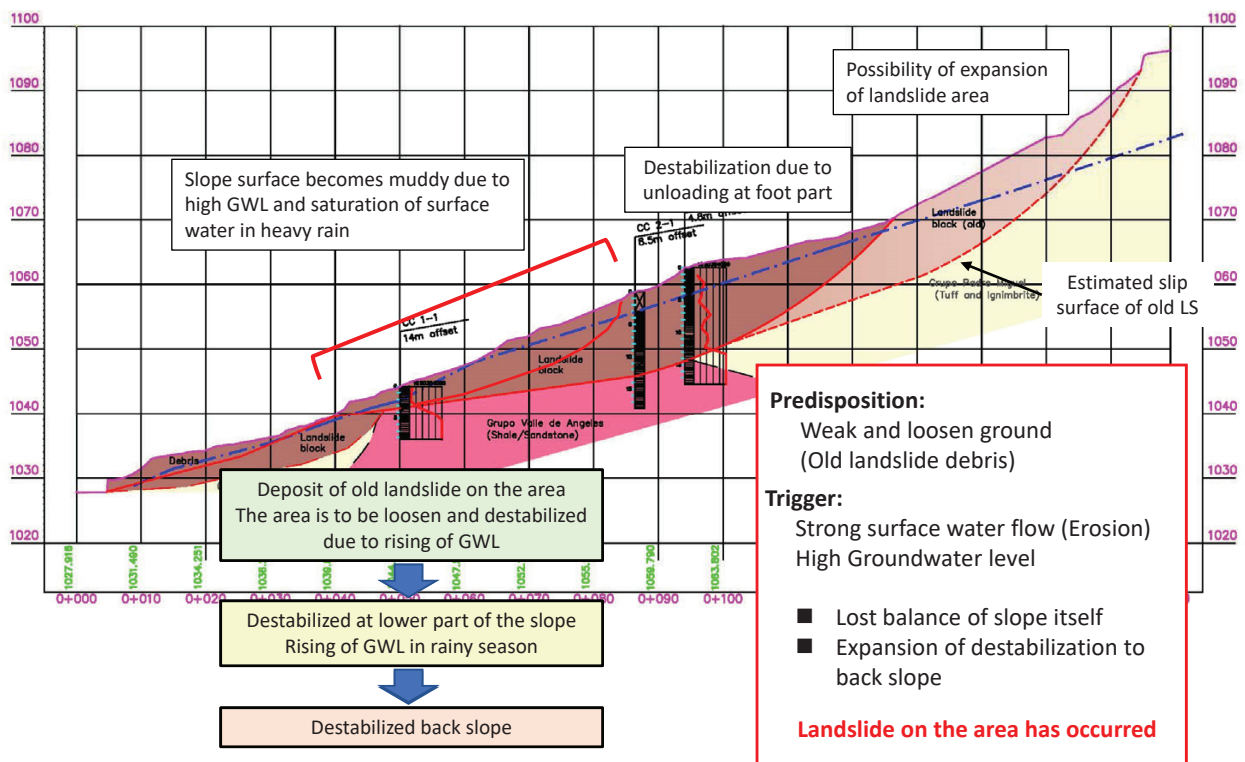 1100
1090
1080
1070
1060
1050
1040
1030
1020
1100
1090
1080
1070
1060
1050
1040
1030
1020
Possibility of expansion
of landslide area
Destabilization due to
unloading at foot part
Slope surface becomes muddy due to
high GWL and saturation of surface
water in heavy rain
CC 2-1
8.5m offset
4.8m
CC 1-1
14m offset
Landslide
block (old)
(Tuff and Ignimbrite)
Estimated slip
surface of old LS
Landslide
block
Grupo Valle de Angeles
(Shale/Sandstone)
Landslide
block
Debris
Deposit of old landslide on the area
The area is to be loosen and destabilized
due to rising of GWL
Destabilized at lower part of the slope
Rising of GWL in rainy season
Destabilized back slope
Predisposition:
Weak and loosen ground
(Old landslide debris)
Trigger:
Strong surface water flow (Erosion)
High Groundwater level
■ Lost balance of slope itself
■ Expansion of destabilization to
back slope
Landslide on the area has occurred
1027.915
1031.490
1034.251
1059.790
1063.802
0+000
0+010
0+020
0+030
0+040
0+060
0+070
0+080
0+090
0+100